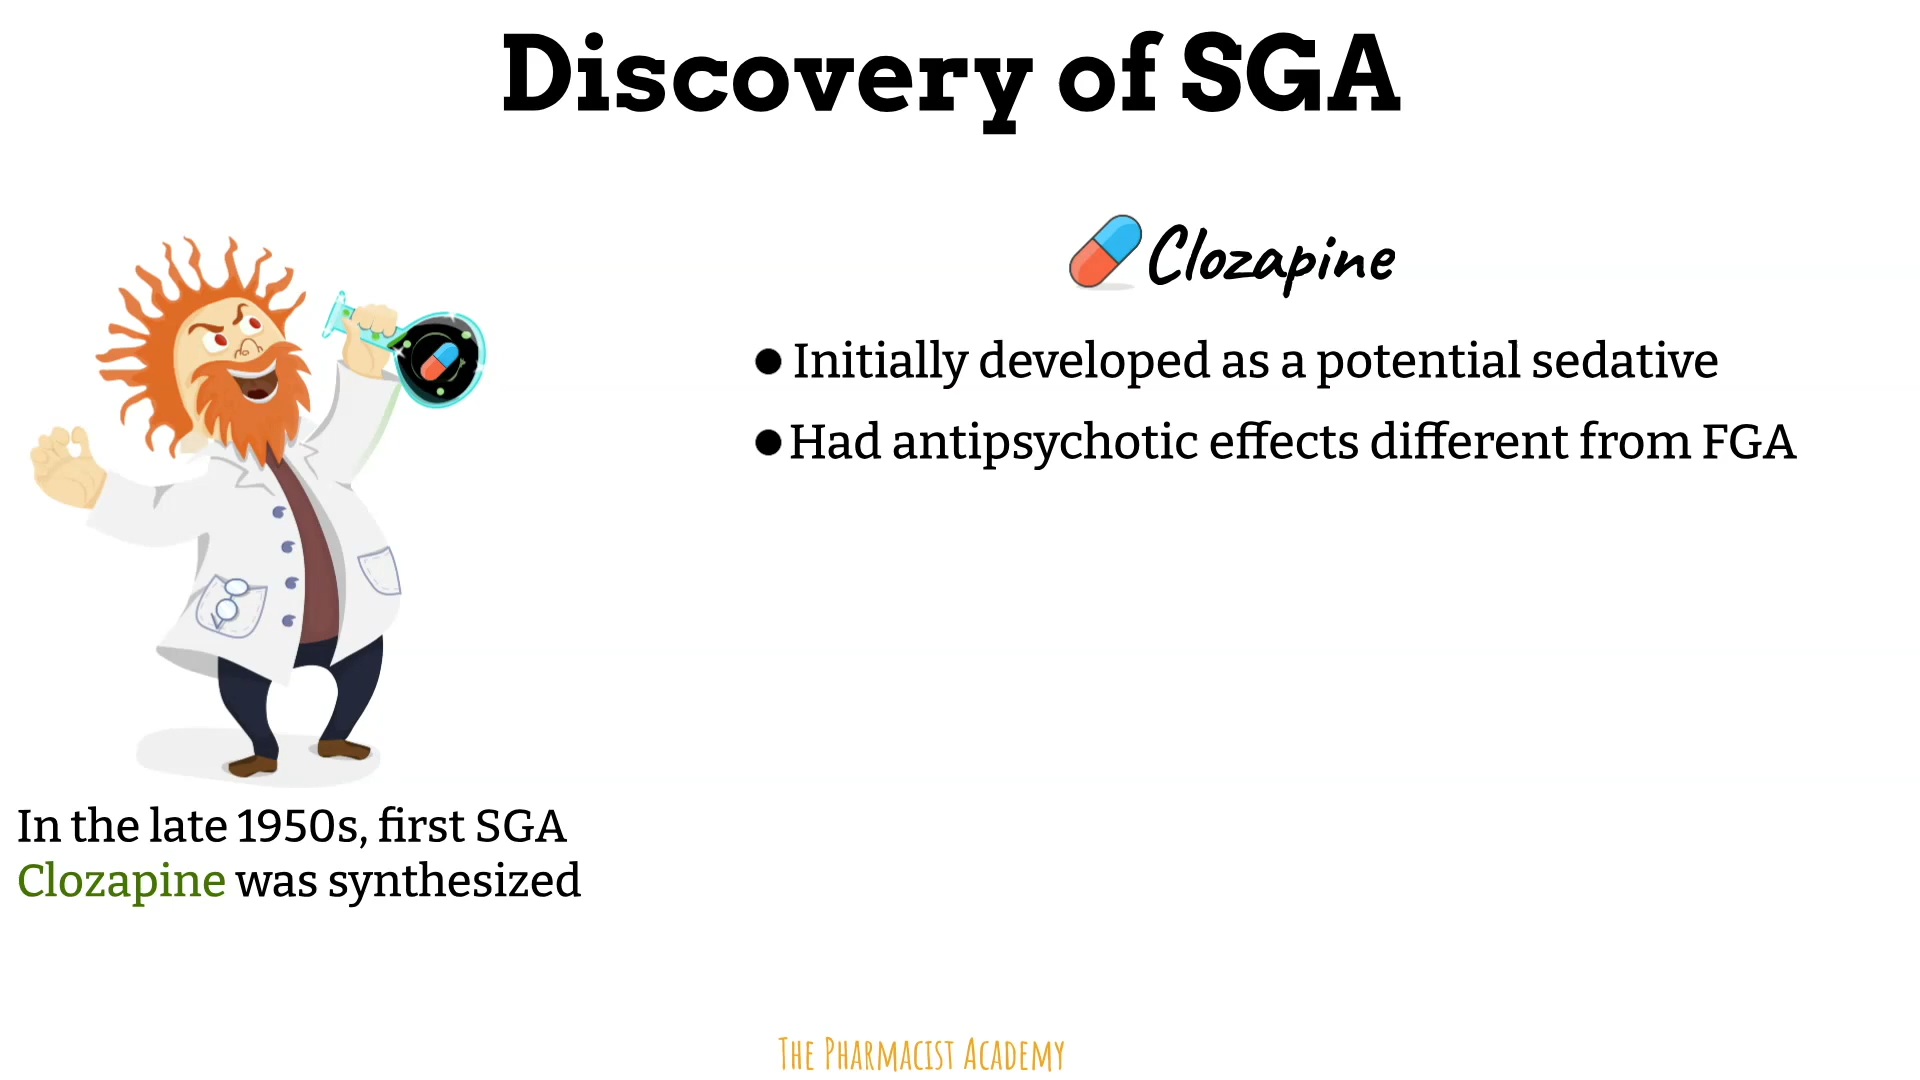 Discovery of SGA
Clozapine
● Initially developed as a potential sedative
● Had antipsychotic effects different from FGA
In the late 1950s, first SGA
Clozapine was synthesized
The Pharmacist Academy